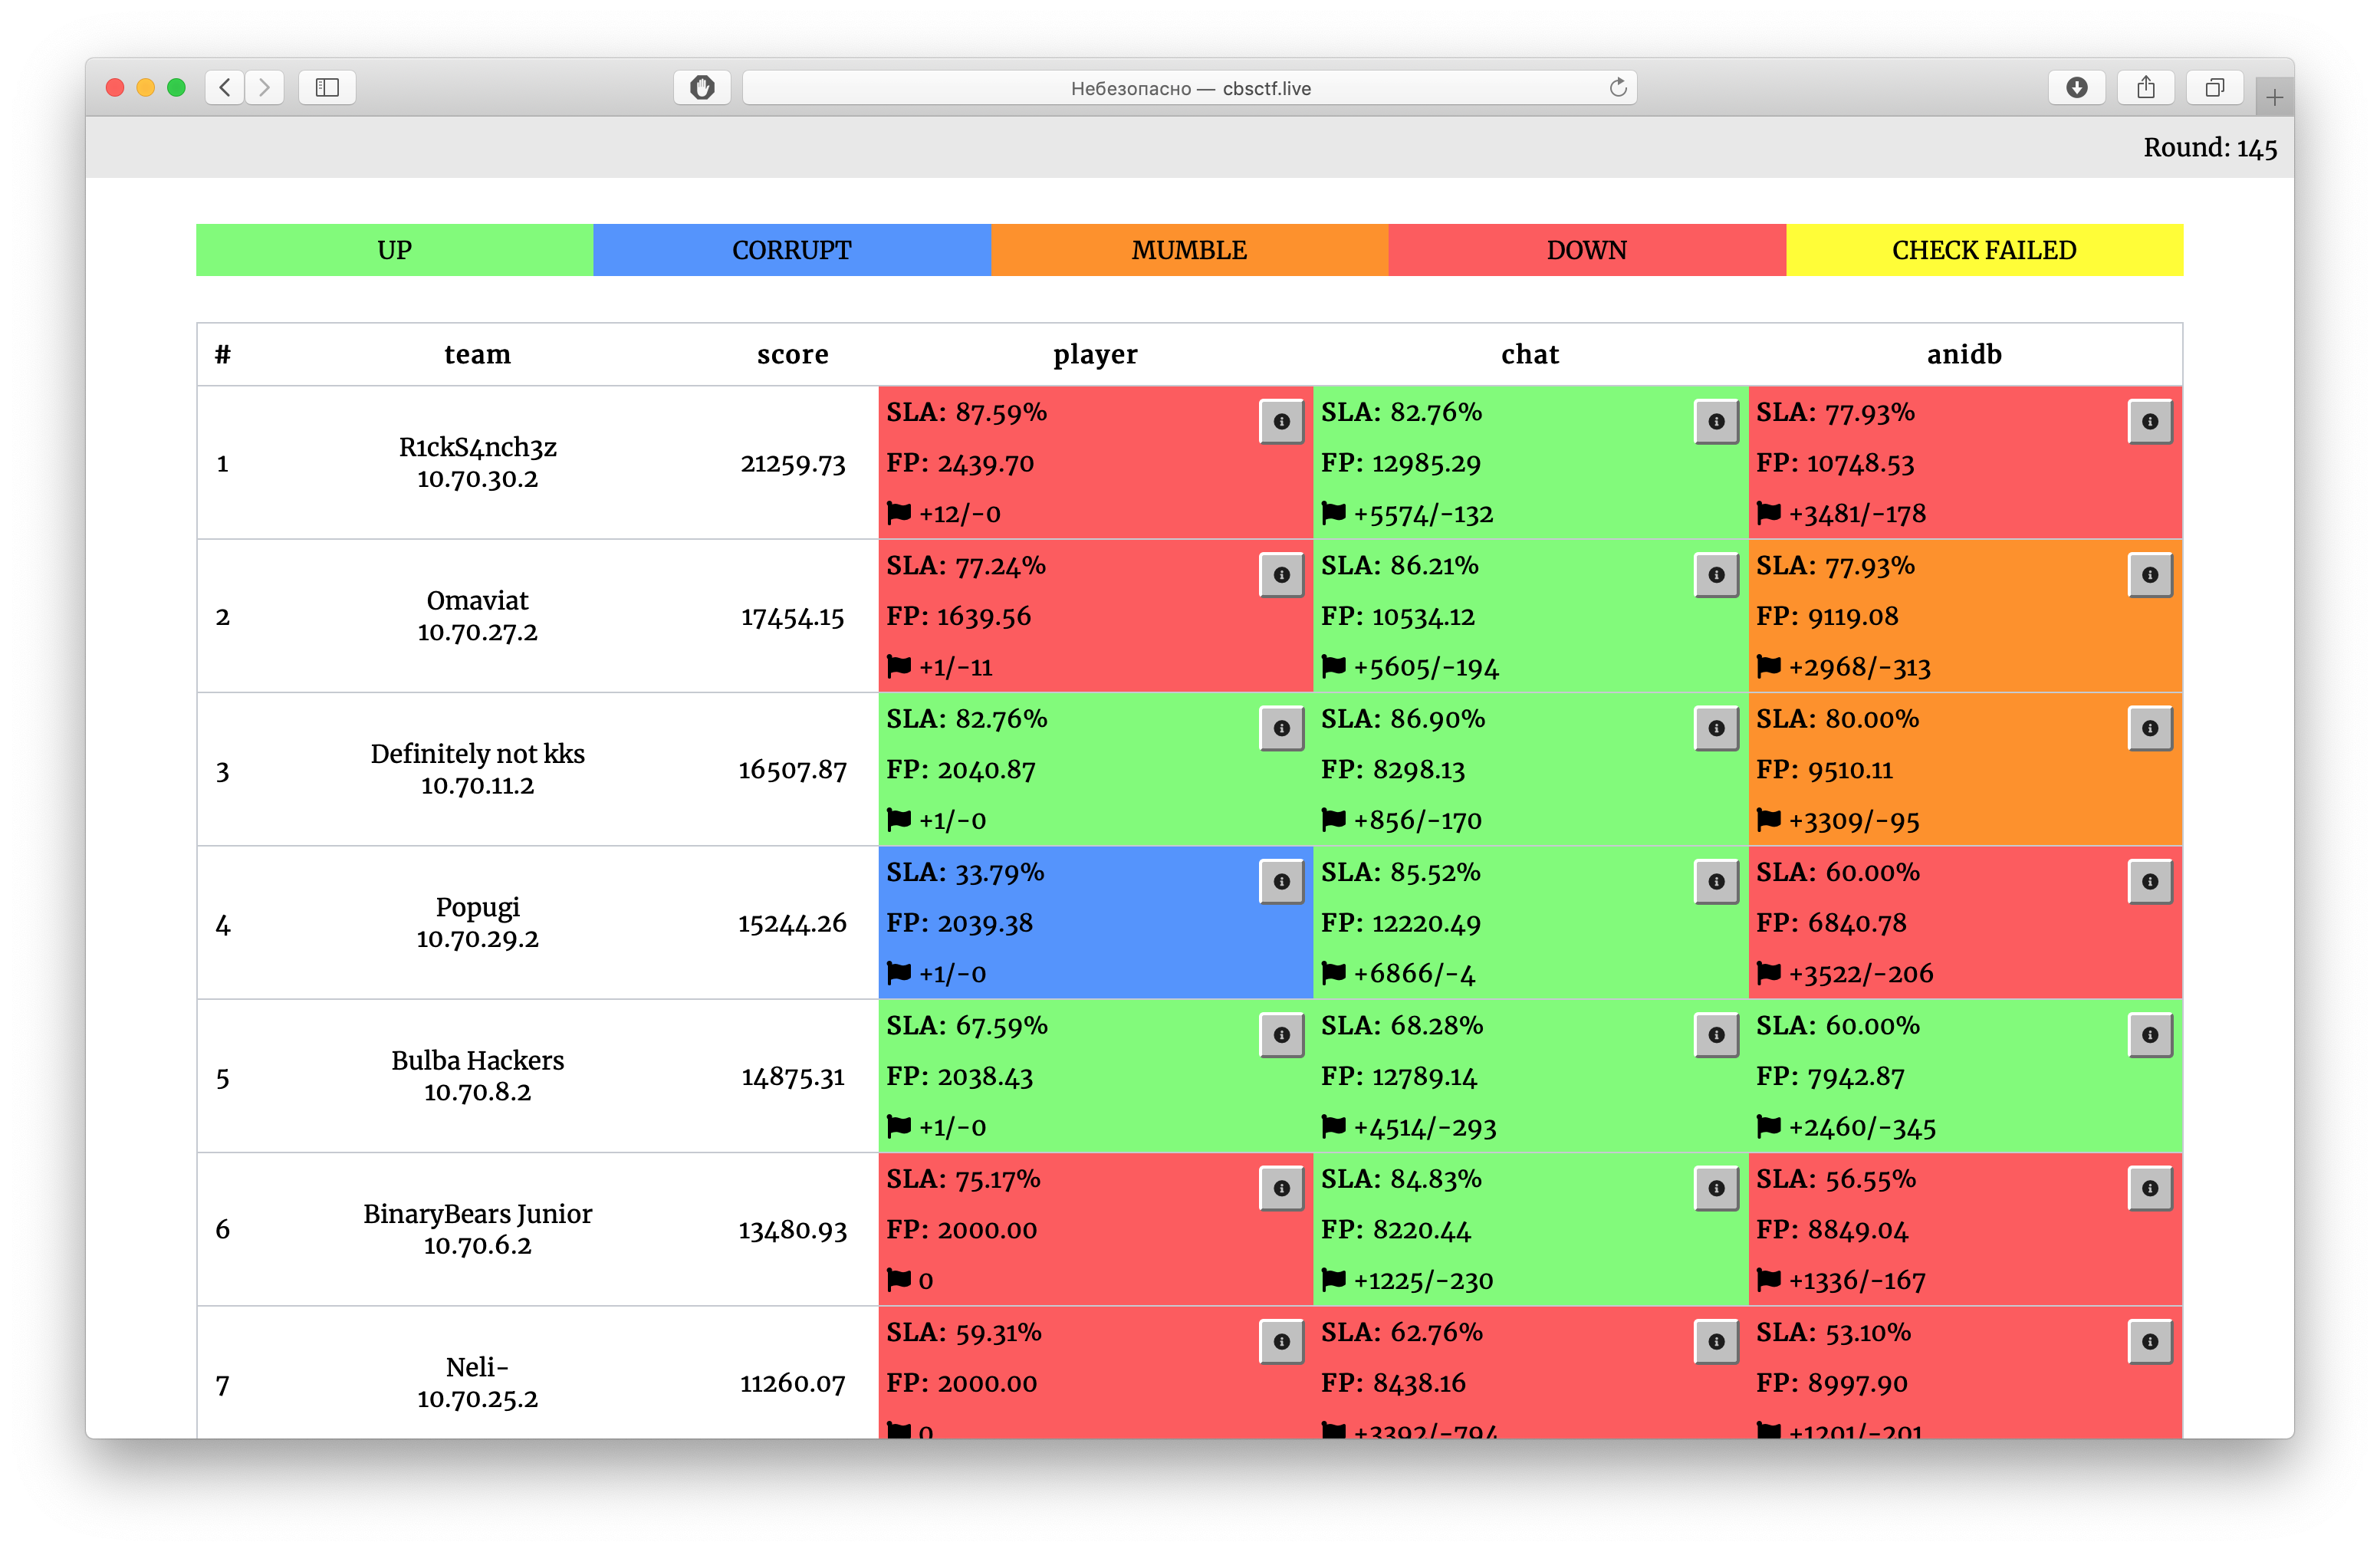 Небезопасно — cbsctf.live
Round: 145
UP CORRUPT MUMBLE DOWN CHECK FAILED
# team score player chat anidb
1 R1ckS4nch3z 10.70.30.2 21259.73
SLA: 87.59% FP: 2439.70 +12/-0
SLA: 82.76% FP: 12985.29 +5574/-132
SLA: 77.93% FP: 10748.53 +3481/-178
2 Omaviat 10.70.27.2 17454.15
SLA: 77.24% FP: 1639.56 +1/-11
SLA: 86.21% FP: 10534.12 +5605/-194
SLA: 77.93% FP: 9119.08 +2968/-313
3 Definitely not kks 10.70.11.2 16507.87
SLA: 82.76% FP: 2040.87 +1/-0
SLA: 86.90% FP: 8298.13 +856/-170
SLA: 80.00% FP: 9510.11 +3309/-95
4 Popugi 10.70.29.2 15244.26
SLA: 33.79% FP: 2039.38 +1/-0
SLA: 85.52% FP: 12220.49 +6866/-4
SLA: 60.00% FP: 6840.78 +3522/-206
5 Bulba Hackers 10.70.8.2 14875.31
SLA: 67.59% FP: 2038.43 +1/-0
SLA: 68.28% FP: 12789.14 +4514/-293
SLA: 60.00% FP: 7942.87 +2460/-345
6 BinaryBears Junior 10.70.6.2 13480.93
SLA: 75.17% FP: 2000.00 0
SLA: 84.83% FP: 8220.44 +1225/-230
SLA: 56.55% FP: 8849.04 +1336/-167
7 Neli- 10.70.25.2 11260.07
SLA: 59.31% FP: 2000.00 0
SLA: 62.76% FP: 8438.16 +3392/-794
SLA: 53.10% FP: 8997.90 +1201/-201